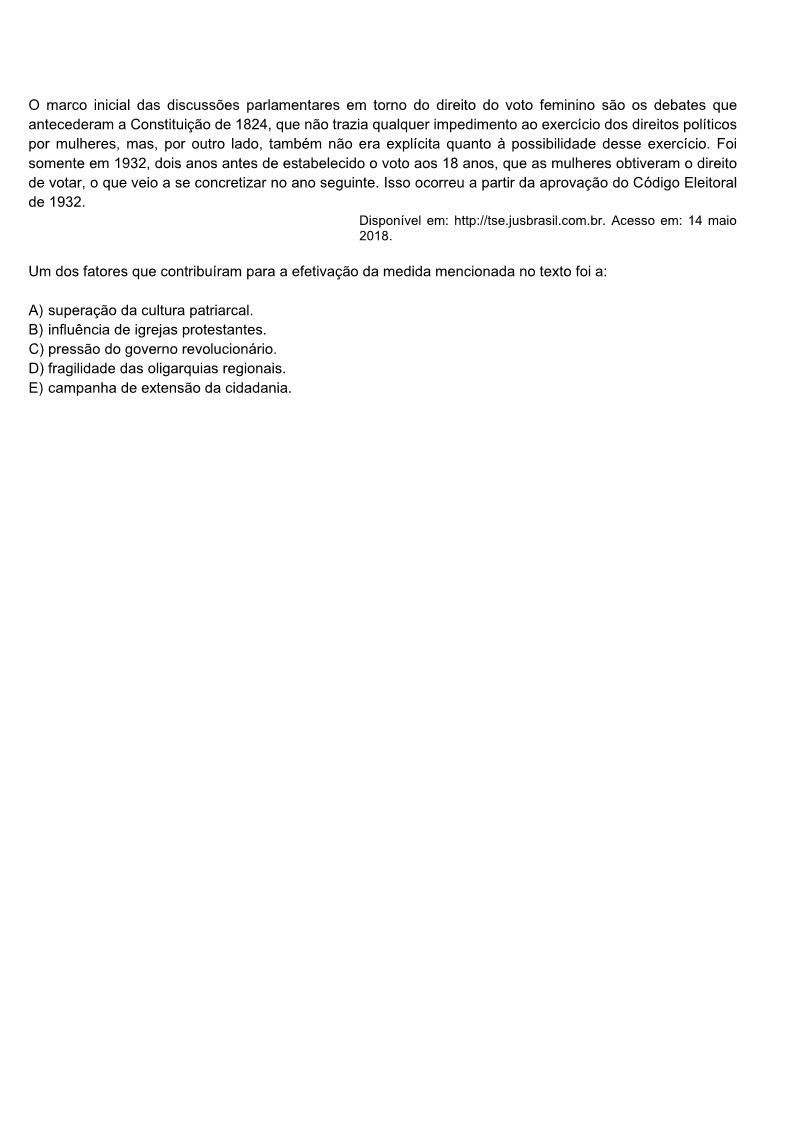 O marco inicial das discussões parlamentares em torno do direito do voto feminino são os debates que
antecederam a Constituição de 1824, que não trazia qualquer impedimento ao exercício dos direitos políticos
por mulheres, mas, por outro lado, também não era explícita quanto à possibilidade desse exercício. Foi
somente em 1932, dois anos antes de estabelecido o voto aos 18 anos, que as mulheres obtiveram o direito
de votar, o que veio a se concretizar no ano seguinte. Isso ocorreu a partir da aprovação do Código Eleitoral
de 1932.
Disponível em: http://tse.jusbrasil.com.br. Acesso em: 14 maio
2018.
Um dos fatores que contribuíram para a efetivação da medida mencionada no texto foi a:
A) superação da cultura patriarcal.
B) influência de igrejas protestantes.
C) pressão do governo revolucionário.
D) fragilidade das oligarquias regionais.
E) campanha de extensão da cidadania.